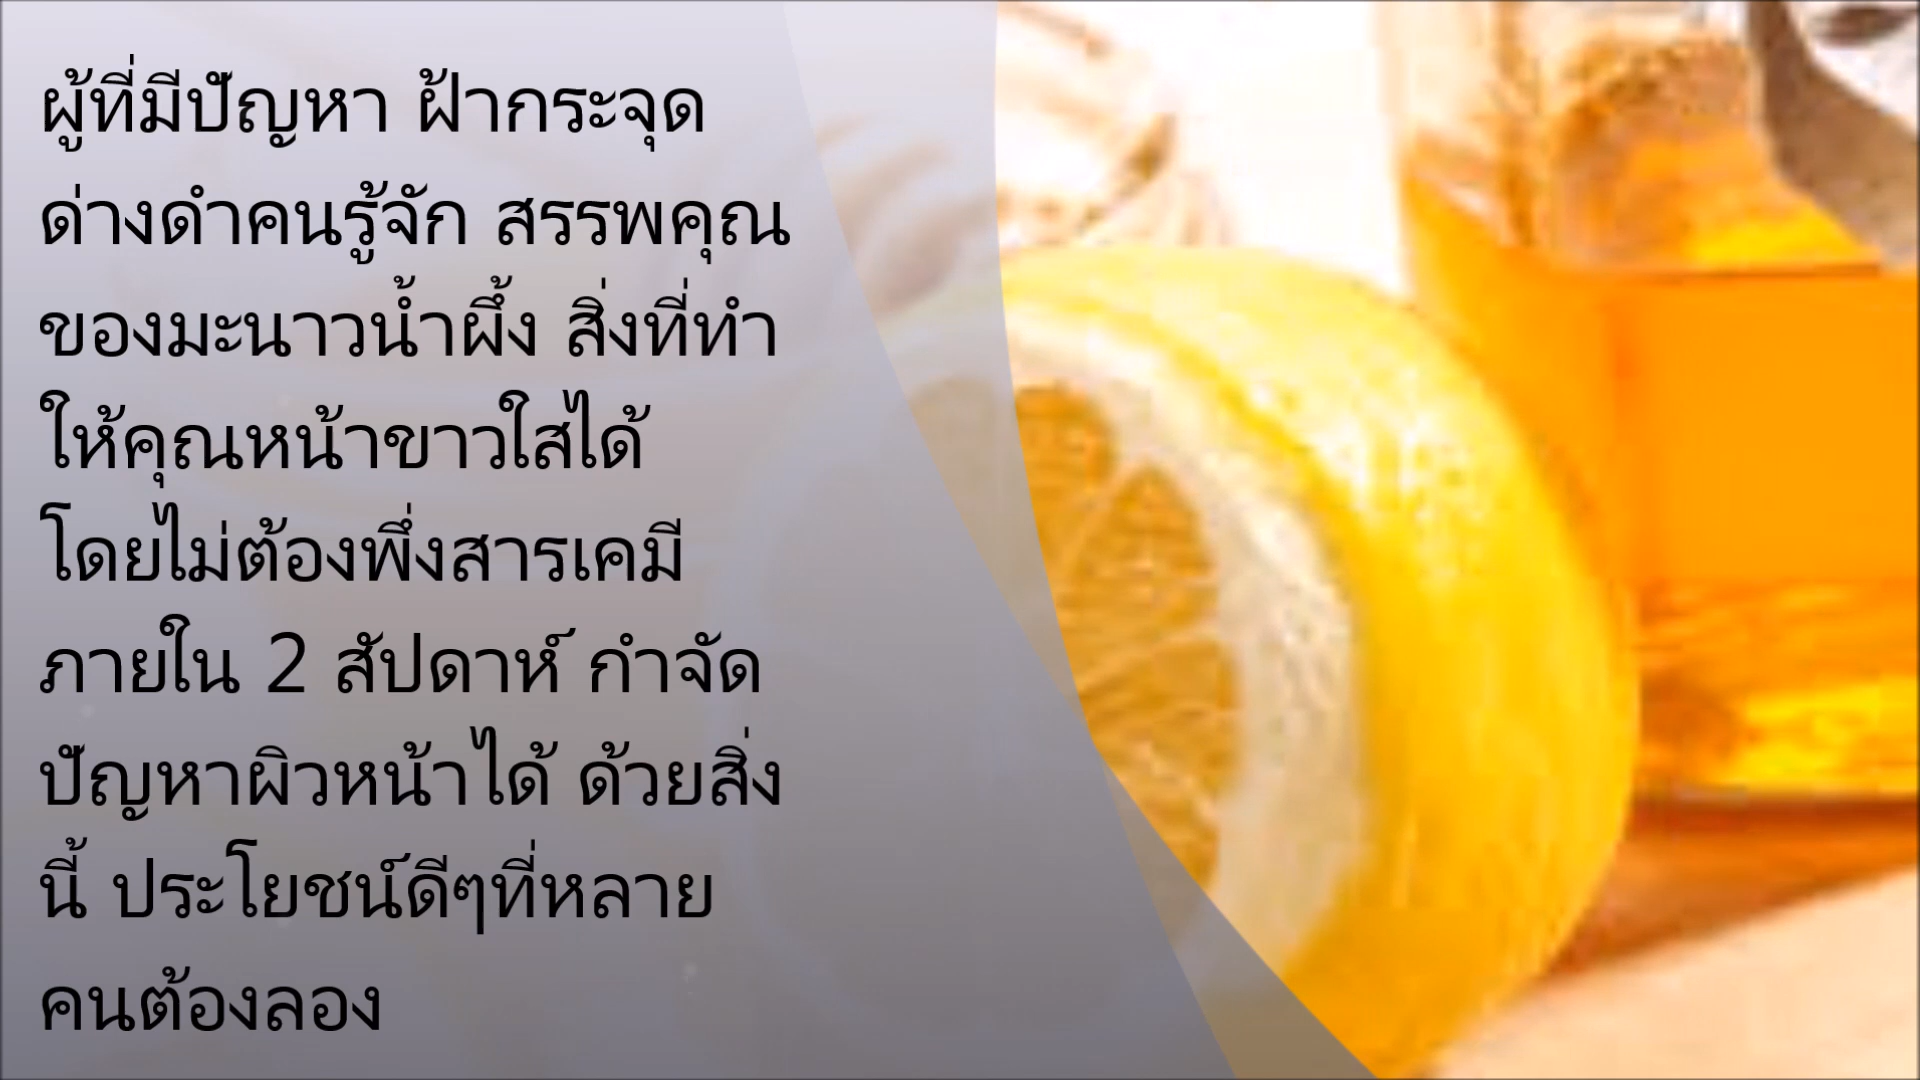 ผู้ที่มีปัญหา ฝ้ากระจุด
ด่างดำคนรู้จัก สรรพคุณ
ของมะนาวน้ำผึ้ง สิ่งที่ทำ
ให้คุณหน้าขาวใสได้
โดยไม่ต้องพึ่งสารเคมี
ภายใน 2 สัปดาห์ กำจัด
ปัญหาผิวหน้าได้ ด้วยสิ่ง
นี้ ประโยชน์ดีๆที่หลาย
คนต้องลอง